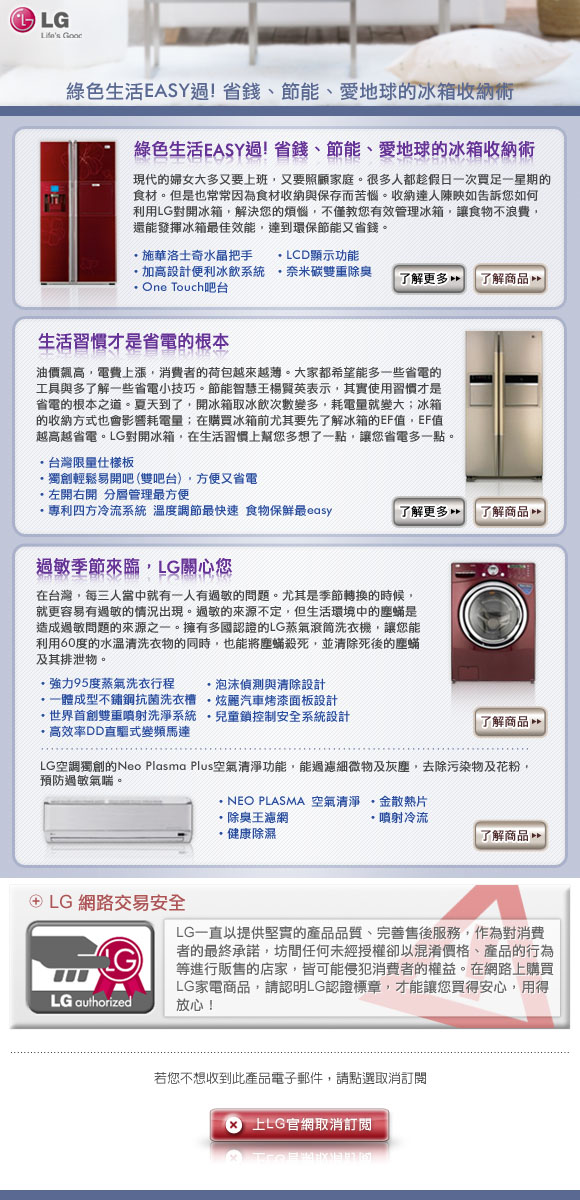 LG
Life's Good
綠色生活EASY過! 省錢、節能、愛地球的冰箱收納術
綠色生活EASY過! 省錢、節能、愛地球的冰箱收納術
現代的婦女大多又要上班，又要照顧家庭。很多人都趁假日一次買足一星期的
食材。但是也常常因為食材收納與保存而苦惱。收納達人陳映如告訴您如何
利用LG對開冰箱，解決您的煩惱，不僅教您有效管理冰箱，讓食物不浪費，
還能發揮冰箱最佳效能，達到環保節能又省錢。
・施華洛士奇水晶把手 ・LCD顯示功能
・加高設計便利冰飲系統 ・奈米碳雙重除臭
・One Touch吧台
了解更多 了解商品
生活習慣才是省電的根本
油價飆高，電費上漲，消費者的荷包越來越薄。大家都希望能多一些省電的
工具與多了解一些省電小技巧。節能智慧王楊賢英表示，其實使用習慣才是
省電的根本之道。夏天到了，開冰箱取冰飲次數變多，耗電量就變大；冰箱
的收納方式也會影響耗電量；在購買冰箱前尤其要先了解冰箱的EF值，EF值
越高越省電。LG對開冰箱，在生活習慣上幫您多想了一點，讓您省電多一點。
・台灣限量仕樣板
・獨創輕鬆易開吧(雙吧台)，方便又省電
・左開右開 分層管理最方便
・專利四方冷流系統 溫度調節最快速 食物保鮮最easy
了解更多 了解商品
過敏季節來臨，LG關心您
在台灣，每三人當中就有一人有過敏的問題。尤其是季節轉換的時候，
就更容易有過敏的情況出現。過敏的來源不定，但生活環境中的塵蟎是
造成過敏問題的來源之一。擁有多國認證的LG蒸氣滾筒洗衣機，讓您能
利用60度的水溫清洗衣物的同時，也能將塵蟎殺死，並清除死後的塵蟎
及其排泄物。
・強力95度蒸氣洗衣行程 ・泡沫偵測與清除設計
・一體成型不鏽鋼抗菌洗衣槽 ・炫麗汽車烤漆面板設計
・世界首創雙重噴射洗淨系統 ・兒童鎖控制安全系統設計
・高效率DD直驅式變頻馬達
了解商品
LG空調獨創的Neo Plasma Plus空氣清淨功能，能過濾細微物及灰塵，去除污染物及花粉，
預防過敏氣喘。
・NEO PLASMA 空氣清淨 ・金散熱片
・除臭王濾網 ・噴射冷流
・健康除濕
了解商品
LG 網路交易安全
LG
LG authorized
LG一直以提供堅實的產品品質、完善售後服務，作為對消費
者的最終承諾，坊間任何未經授權卻以混淆價格、產品的行為
等進行販售的店家，皆可能侵犯消費者的權益。在網路上購買
LG家電商品，請認明LG認證標章，才能讓您買得安心，用得
放心！
若您不想收到此產品電子郵件，請點選取消訂閱
上LG官網取消訂閱